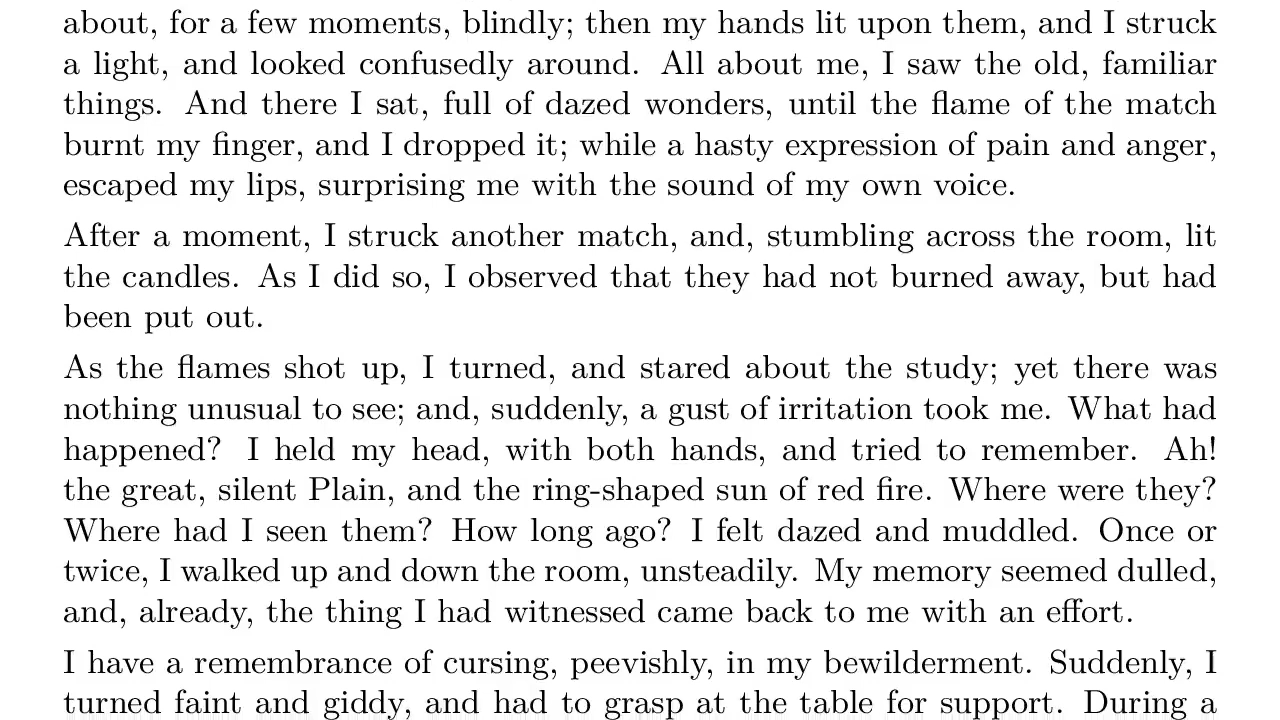 about, for a few moments, blindly; then my hands lit upon them, and I struck
a light, and looked confusedly around. All about me, I saw the old, familiar
things. And there I sat, full of dazed wonders, until the flame of the match
burnt my finger, and I dropped it; while a hasty expression of pain and anger,
escaped my lips, surprising me with the sound of my own voice.
After a moment, I struck another match, and, stumbling across the room, lit
the candles. As I did so, I observed that they had not burned away, but had
been put out.
As the flames shot up, I turned, and stared about the study; yet there was
nothing unusual to see; and, suddenly, a gust of irritation took me. What had
happened? I held my head, with both hands, and tried to remember. Ah!
the great, silent Plain, and the ring-shaped sun of red fire. Where were they?
Where had I seen them? How long ago? I felt dazed and muddled. Once or
twice, I walked up and down the room, unsteadily. My memory seemed dulled,
and, already, the thing I had witnessed came back to me with an effort.
I have a remembrance of cursing, peevishly, in my bewilderment. Suddenly, I
turned faint and giddy, and had to grasp at the table for support. During a